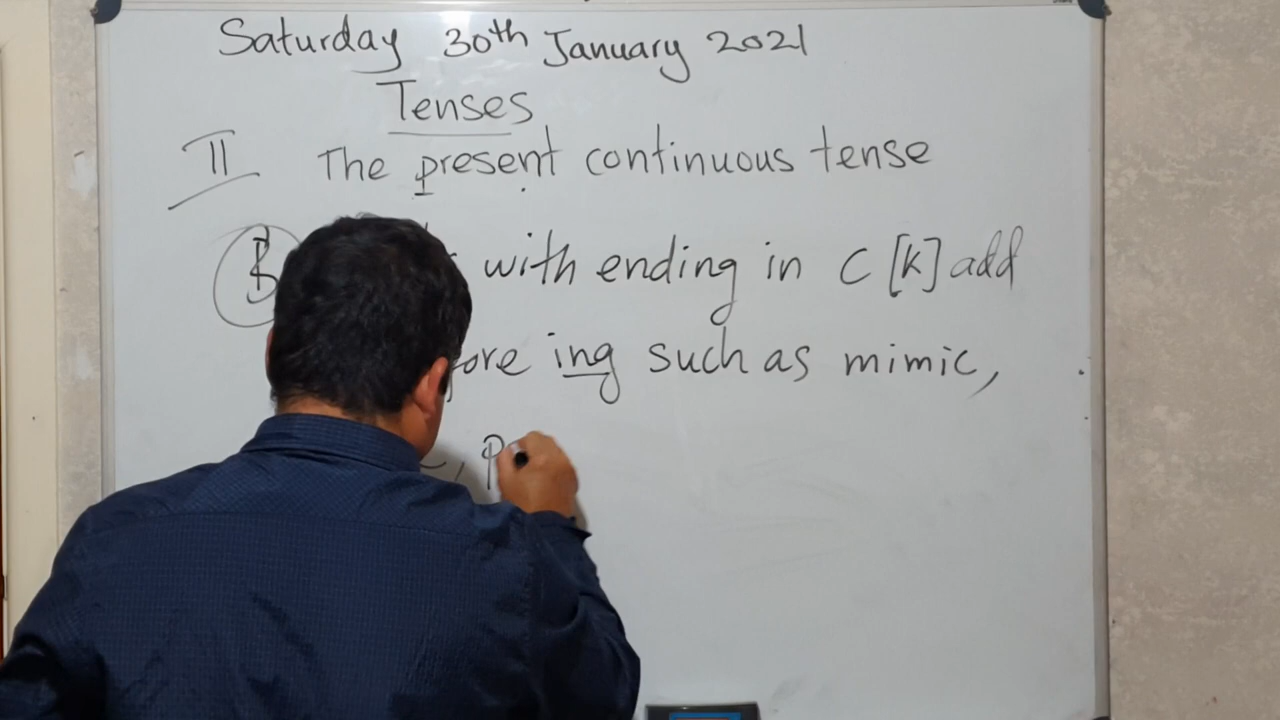 Saturday 30th January 2021
Tenses
II The present continuous tense
with ending in C [k] add
ing such as mimic,